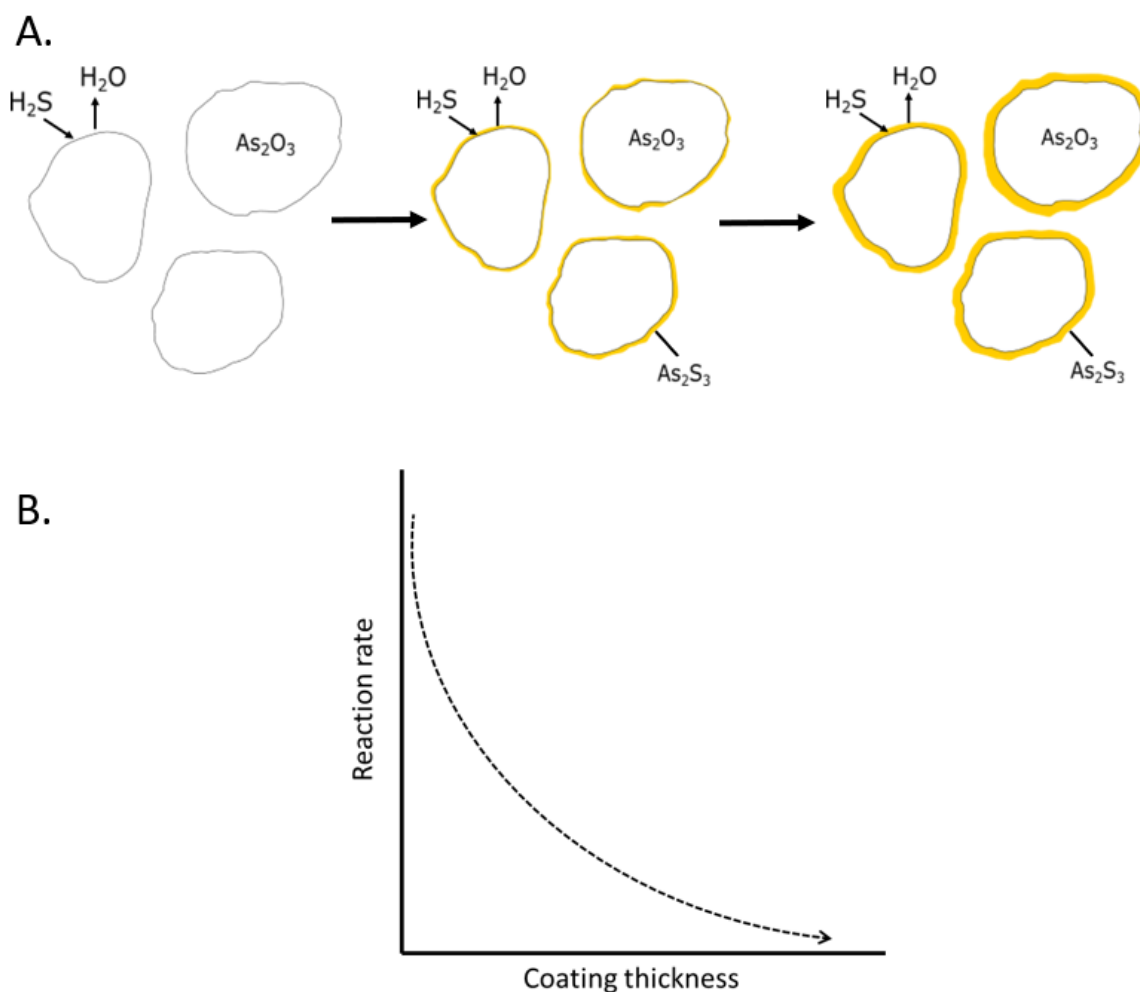 A.
H₂O
H₂S
As₂O₃
H₂O
H₂S
As₂O₃
As₂S₃
H₂O
H₂S
As₂O₃
As₂S₃
B.
Reaction rate
Coating thickness